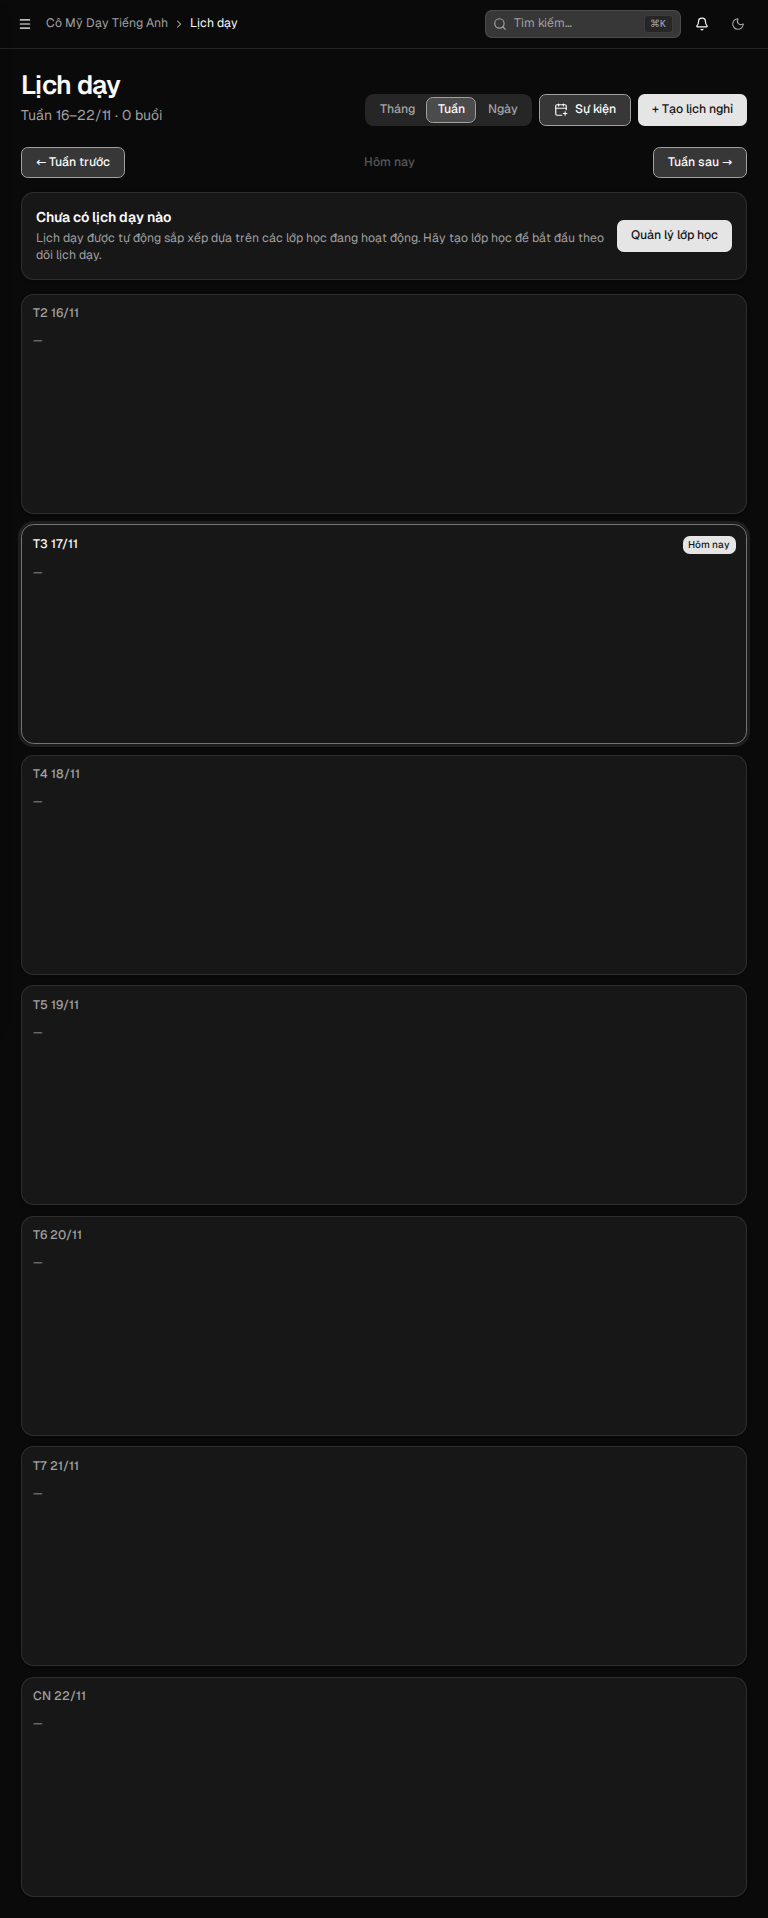 Cô Mỹ Dạy Tiếng Anh > Lịch dạy
Tìm kiếm... ⌘K
Lịch dạy
Tuần 16–22/11 · 0 buổi
Tháng Tuần Ngày Sự kiện + Tạo lịch nghỉ
← Tuần trước Hôm nay Tuần sau →
Chưa có lịch dạy nào
Lịch dạy được tự động sắp xếp dựa trên các lớp học đang hoạt động. Hãy tạo lớp học để bắt đầu theo
dõi lịch dạy.
Quản lý lớp học
T2 16/11
—
T3 17/11 Hôm nay
—
T4 18/11
—
T5 19/11
—
T6 20/11
—
T7 21/11
—
CN 22/11
—